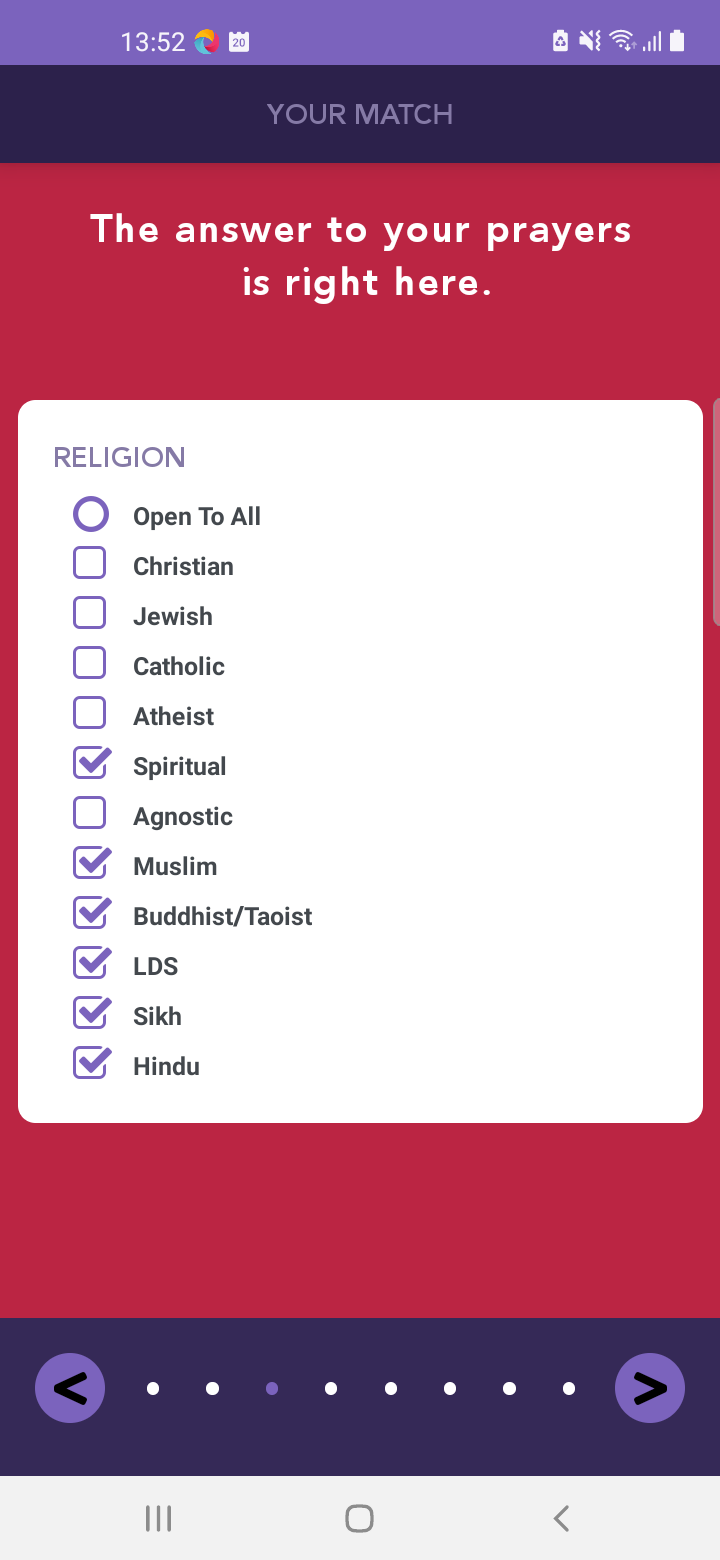 13:52
20
YOUR MATCH
The answer to your prayers
is right here.
RELIGION
Open To All
Christian
Jewish
Catholic
Atheist
Spiritual
Agnostic
Muslim
Buddhist/Taoist
LDS
Sikh
Hindu